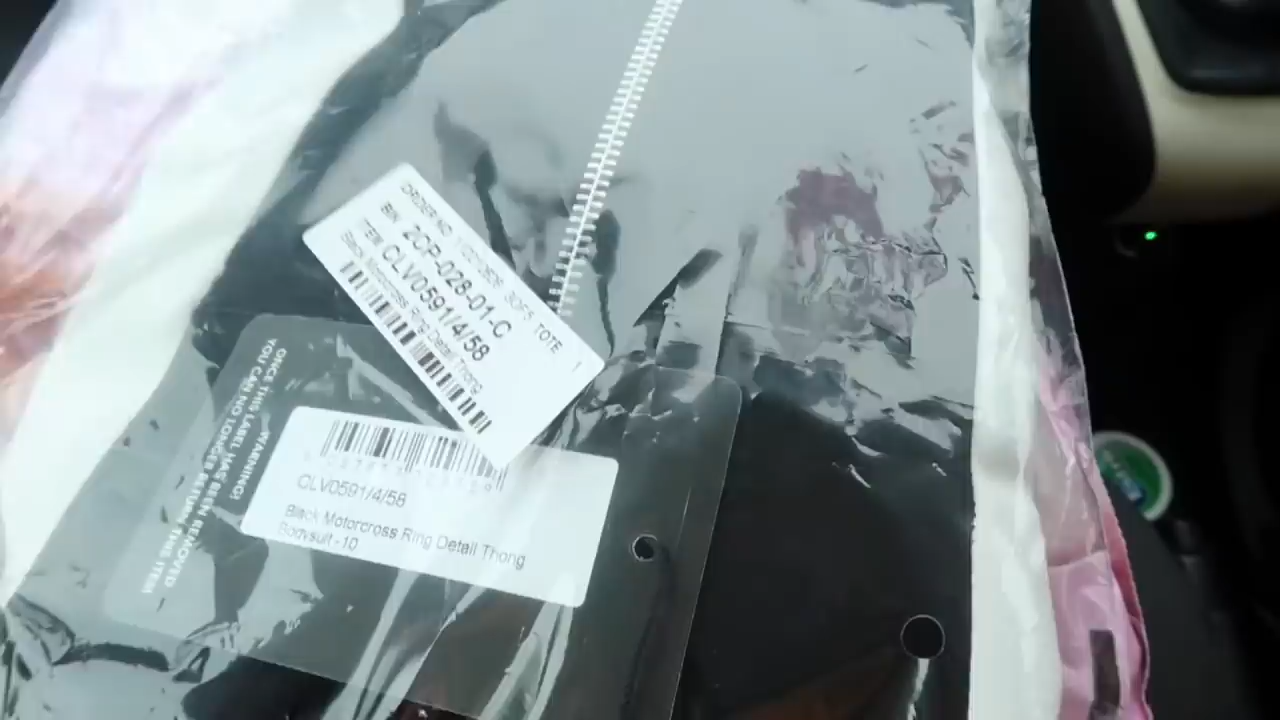 ORDER NO. TOTE 1
BIN. 2CP-028-01-C
ITEM. CLV0591/4/58
Black Motorcross Ring Detail Thong
CLV0591/4/58
Black Motorcross Ring Detail Thong
Bodysuit - 10
WARNING!
ONCE THIS LABEL HAS BEEN REMOVED
YOU CAN NO LONGER RETURN THIS ITEM